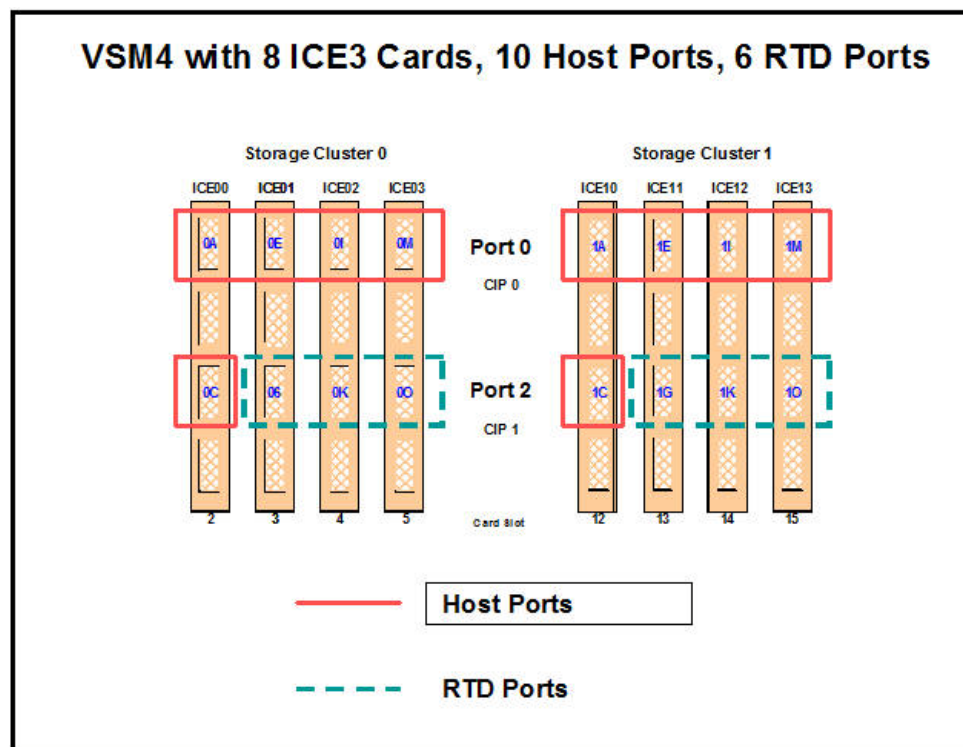 VSM4 with 8 ICE3 Cards, 10 Host Ports, 6 RTD Ports
Storage Cluster 0 Storage Cluster 1
ICE00 ICE01 ICE02 ICE03 ICE10 ICE11 ICE12 ICE13
0A 0E 0I 0M Port 0 1A 1E 1I 1M
CIP 0
0C 06 0K 0O Port 2 1C 1G 1K 1O
CIP 1
2 3 4 5 Card Slot 12 13 14 15
Host Ports
RTD Ports